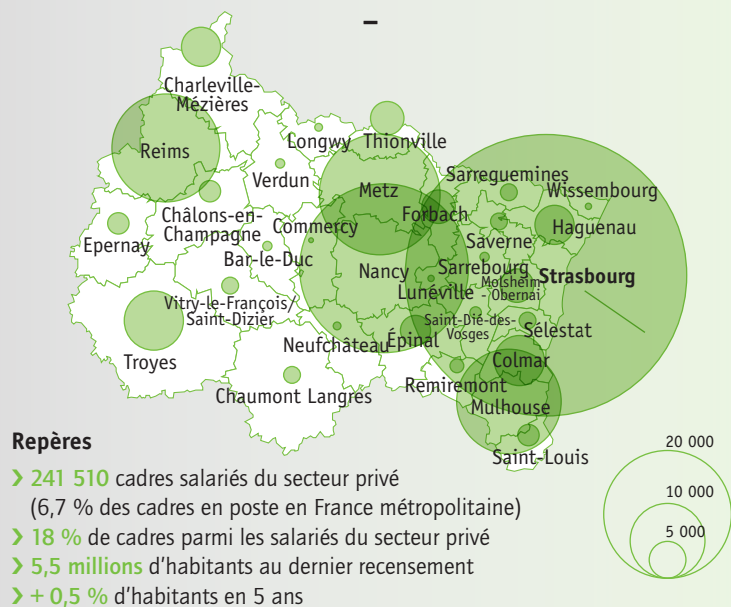 –
Charleville-
Mézières
Reims
Longwy
Thionville
Verdun
Metz
Sarreguemines
Wissembourg
Forbach
Haguenau
Châlons-en-
Champagne
Commercy
Epernay
Saverne
Bar-le-Duc
Nancy
Sarrebourg
Strasbourg
Molsheim
- Obernai
Lunéville
Vitry-le-François/
Saint-Dizier
Saint-Dié-des-
Vosges
Sélestat
Neufchâteau
Épinal
Troyes
Colmar
Remiremont
Chaumont Langres
Mulhouse
Saint-Louis
Repères
› 241 510 cadres salariés du secteur privé
(6,7 % des cadres en poste en France métropolitaine)
› 18 % de cadres parmi les salariés du secteur privé
› 5,5 millions d’habitants au dernier recensement
› + 0,5 % d’habitants en 5 ans
20 000
10 000
5 000